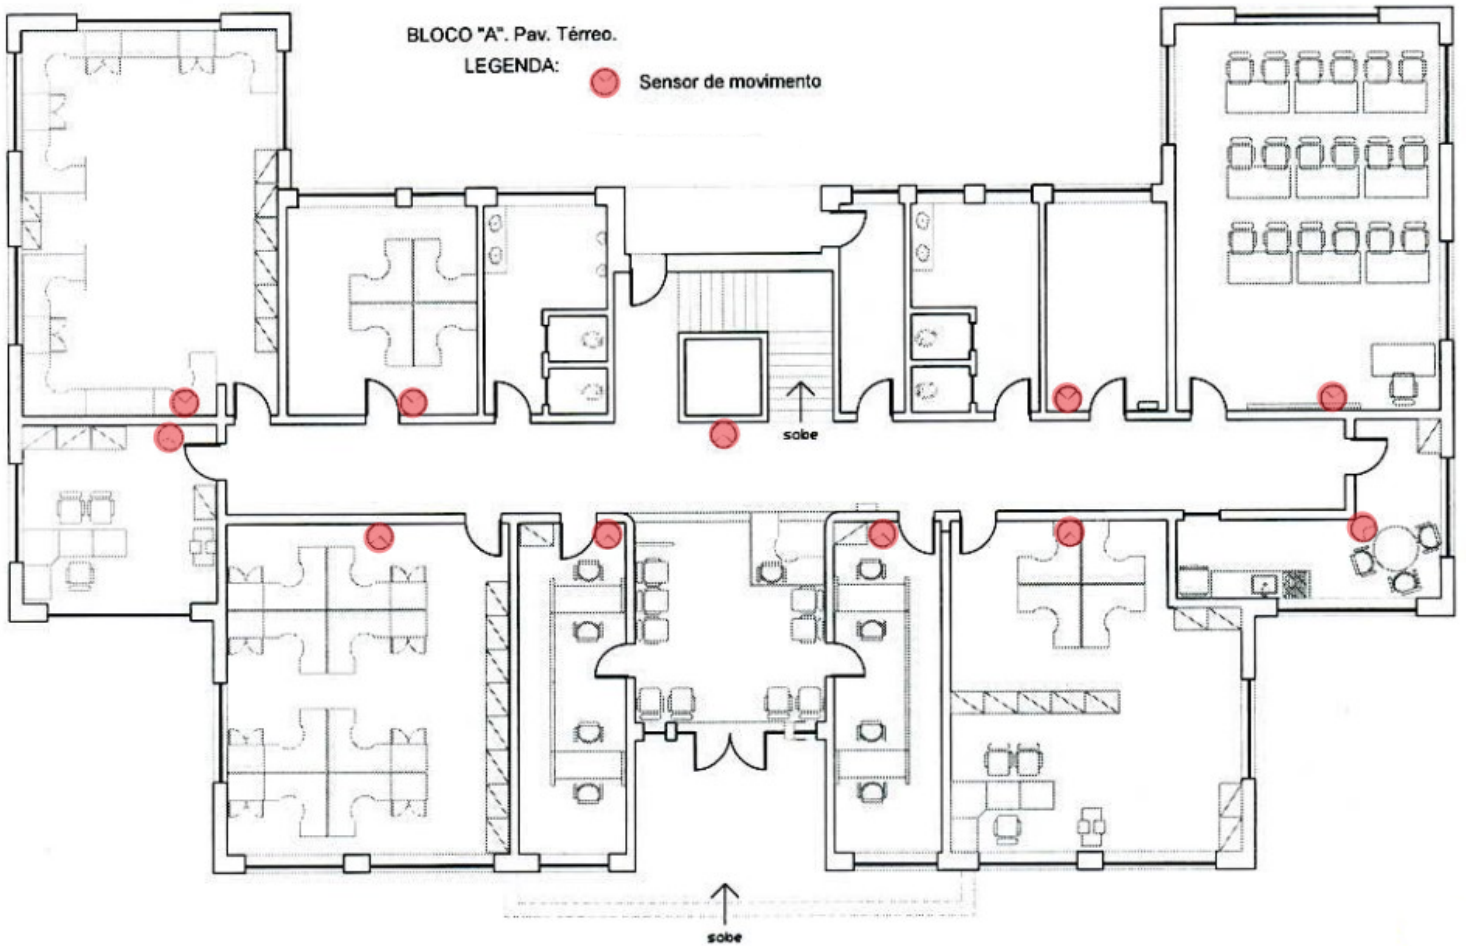 BLOCO "A". Pav. Térreo.
LEGENDA:
Sensor de movimento
sobe
sobe